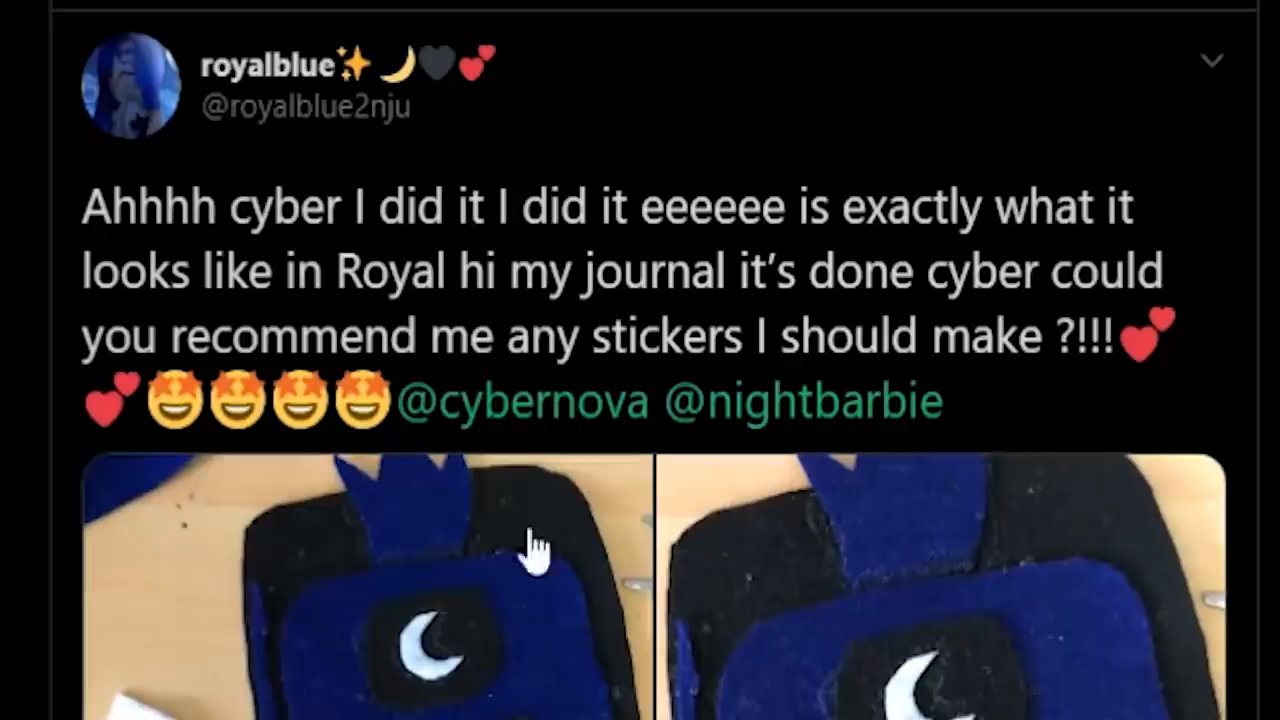 royalblue✨🌙🖤💕
@royalblue2nju
Ahhhh cyber I did it I did it eeeeee is exactly what it
looks like in Royal hi my journal it’s done cyber could
you recommend me any stickers I should make ?!!!💕
💕🤩🤩🤩🤩@cybernova @nightbarbie